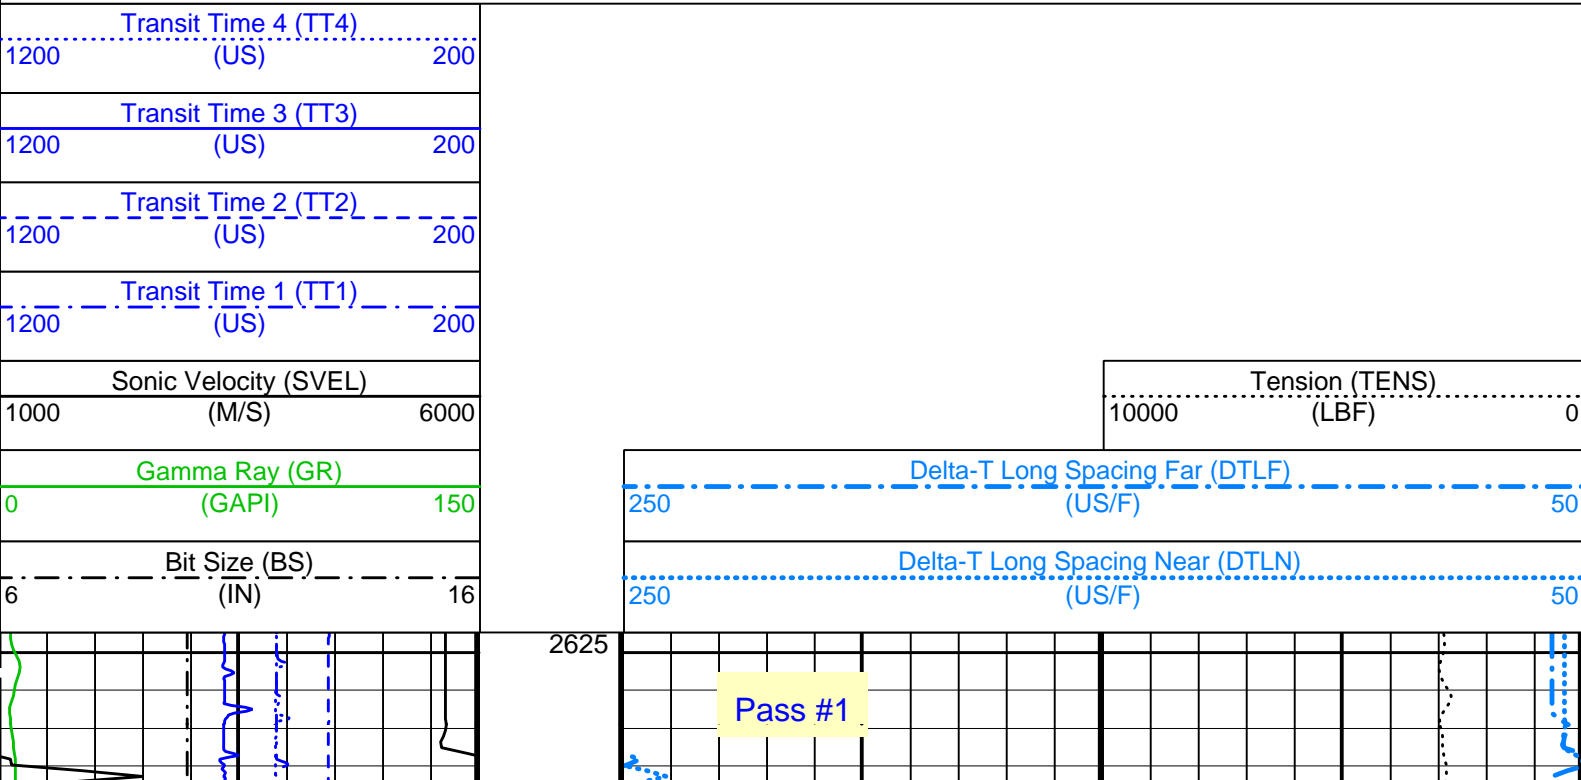 Transit Time 4 (TT4)
1200 (US) 200
Transit Time 3 (TT3)
1200 (US) 200
Transit Time 2 (TT2)
1200 (US) 200
Transit Time 1 (TT1)
1200 (US) 200
Sonic Velocity (SVEL)
1000 (M/S) 6000
Tension (TENS)
10000 (LBF) 0
Gamma Ray (GR)
0 (GAPI) 150
Delta-T Long Spacing Far (DTLF)
250 (US/F) 50
Bit Size (BS)
6 (IN) 16
Delta-T Long Spacing Near (DTLN)
250 (US/F) 50
2625
Pass #1